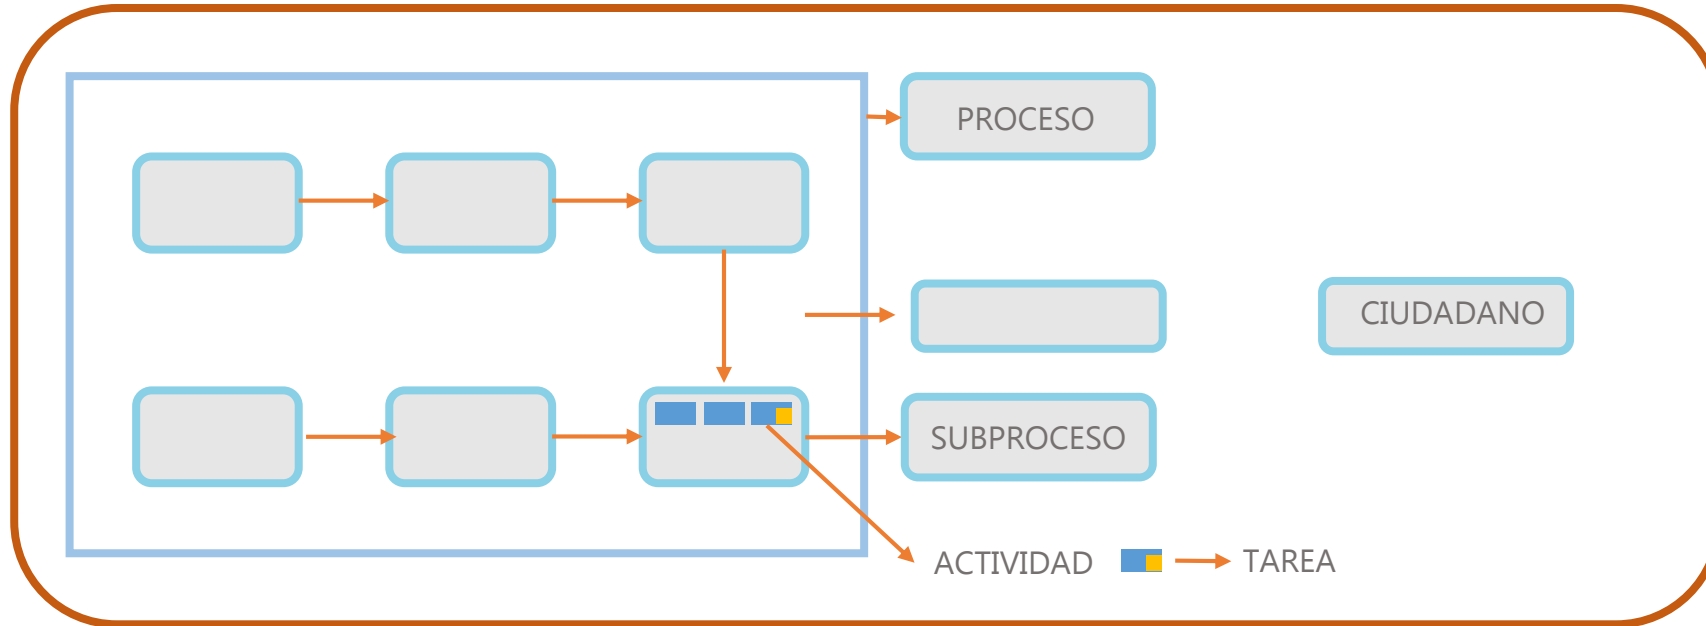 PROCESO
CIUDADANO
SUBPROCESO
ACTIVIDAD
TAREA